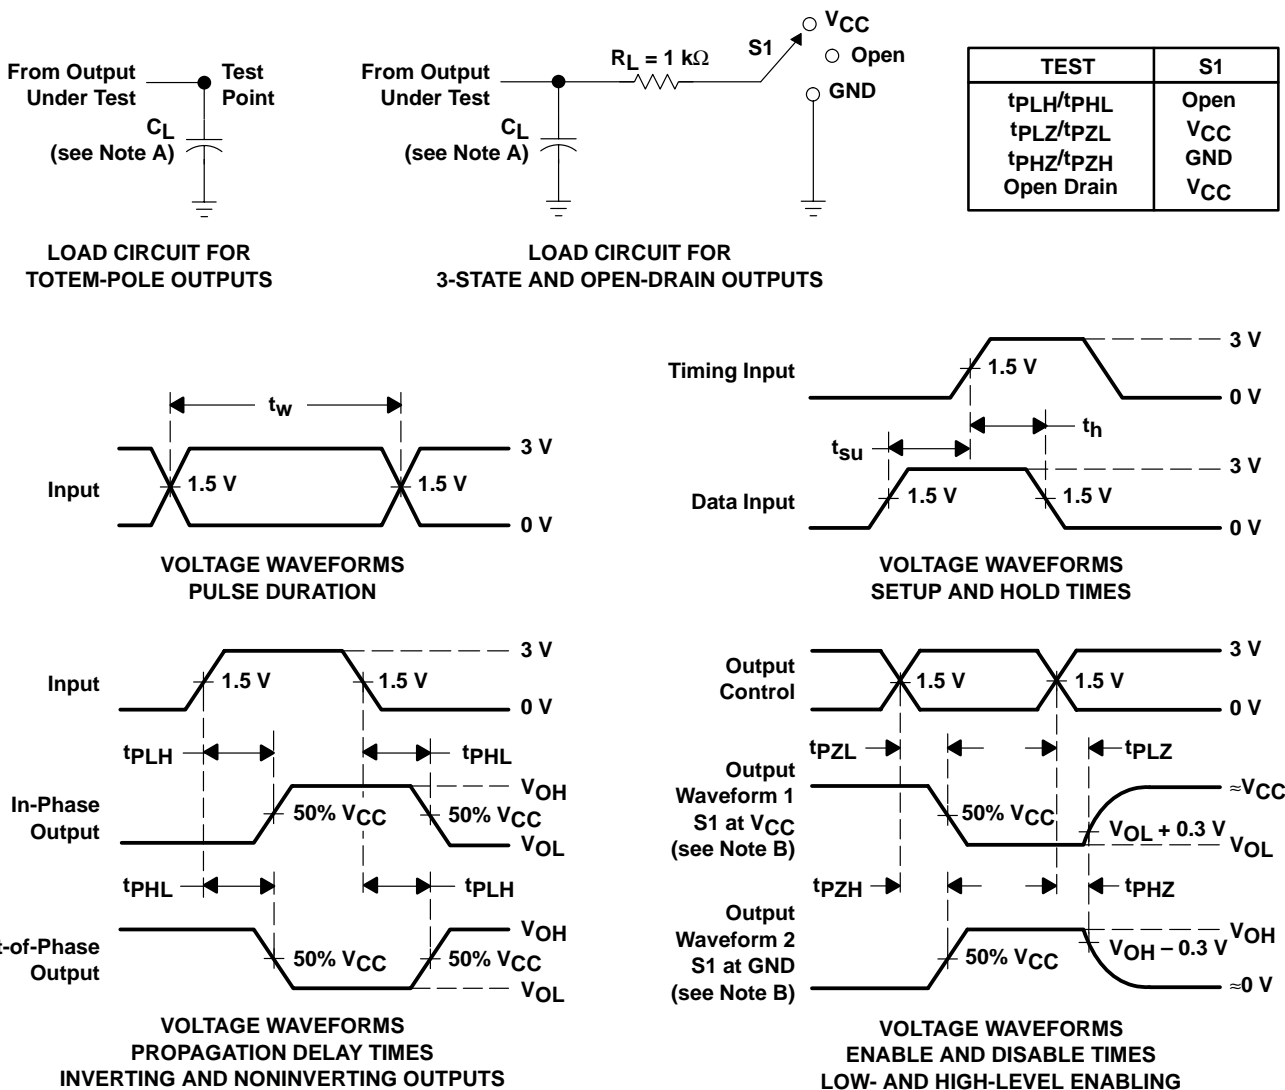 From Output
Under Test
Test
Point
CL
(see Note A)
LOAD CIRCUIT FOR
TOTEM-POLE OUTPUTS
From Output
Under Test
RL = 1 kΩ
S1
VCC
Open
GND
CL
(see Note A)
LOAD CIRCUIT FOR
3-STATE AND OPEN-DRAIN OUTPUTS
TEST S1
tPLH/tPHL Open
tPLZ/tPZL VCC
tPHZ/tPZH GND
Open Drain VCC
tw
3 V
Input
1.5 V 1.5 V
0 V
VOLTAGE WAVEFORMS
PULSE DURATION
3 V
Timing Input
1.5 V
0 V
th
tsu
3 V
Data Input
1.5 V 1.5 V
0 V
VOLTAGE WAVEFORMS
SETUP AND HOLD TIMES
3 V
Input
1.5 V 1.5 V
0 V
tPLH tPHL
In-Phase
Output
VOH
50% VCC 50% VCC
VOL
tPHL tPLH
t-of-Phase
Output
VOH
50% VCC 50% VCC
VOL
VOLTAGE WAVEFORMS
PROPAGATION DELAY TIMES
INVERTING AND NONINVERTING OUTPUTS
Output
Control
3 V
1.5 V 1.5 V
0 V
tPZL tPLZ
Output
Waveform 1
S1 at VCC
(see Note B)
≈VCC
50% VCC
VOL + 0.3 V
VOL
tPZH tPHZ
Output
Waveform 2
S1 at GND
(see Note B)
VOH
50% VCC
VOH − 0.3 V
≈0 V
VOLTAGE WAVEFORMS
ENABLE AND DISABLE TIMES
LOW- AND HIGH-LEVEL ENABLING